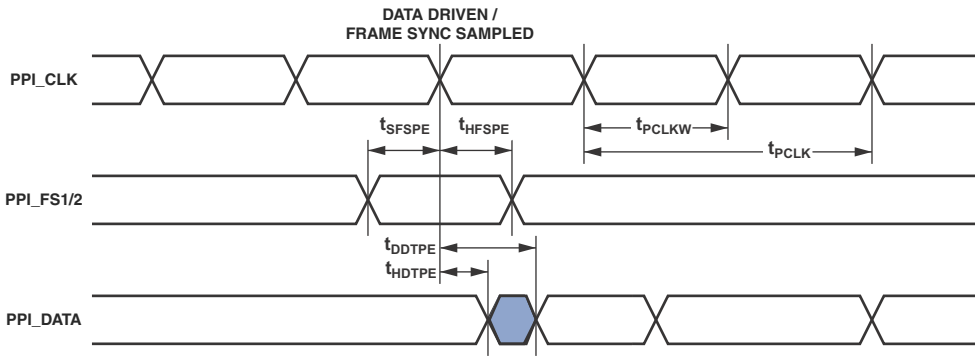 DATA DRIVEN /
FRAME SYNC SAMPLED
PPI_CLK
tSFSPE
tHFSPE
tPCLKW
tPCLK
PPI_FS1/2
tDDTPE
tHDTPE
PPI_DATA